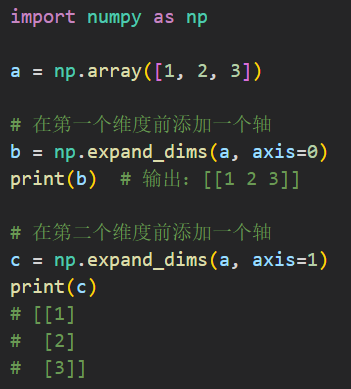 import numpy as np
a = np.array([1, 2, 3])
# 在第一个维度前添加一个轴
b = np.expand_dims(a, axis=0)
print(b)  # 输出：[[1 2 3]]
# 在第二个维度前添加一个轴
c = np.expand_dims(a, axis=1)
print(c)
# [[1]
#  [2]
#  [3]]